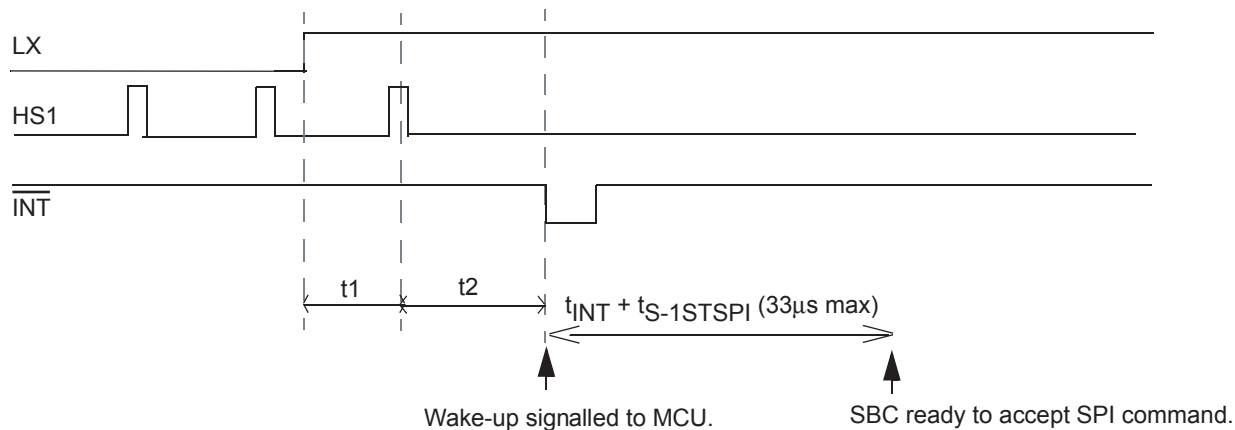 LX
HS1
INT
t1
t2
tINT + tS-1STSPI (33μs max)
Wake-up signalled to MCU.
SBC ready to accept SPI command.